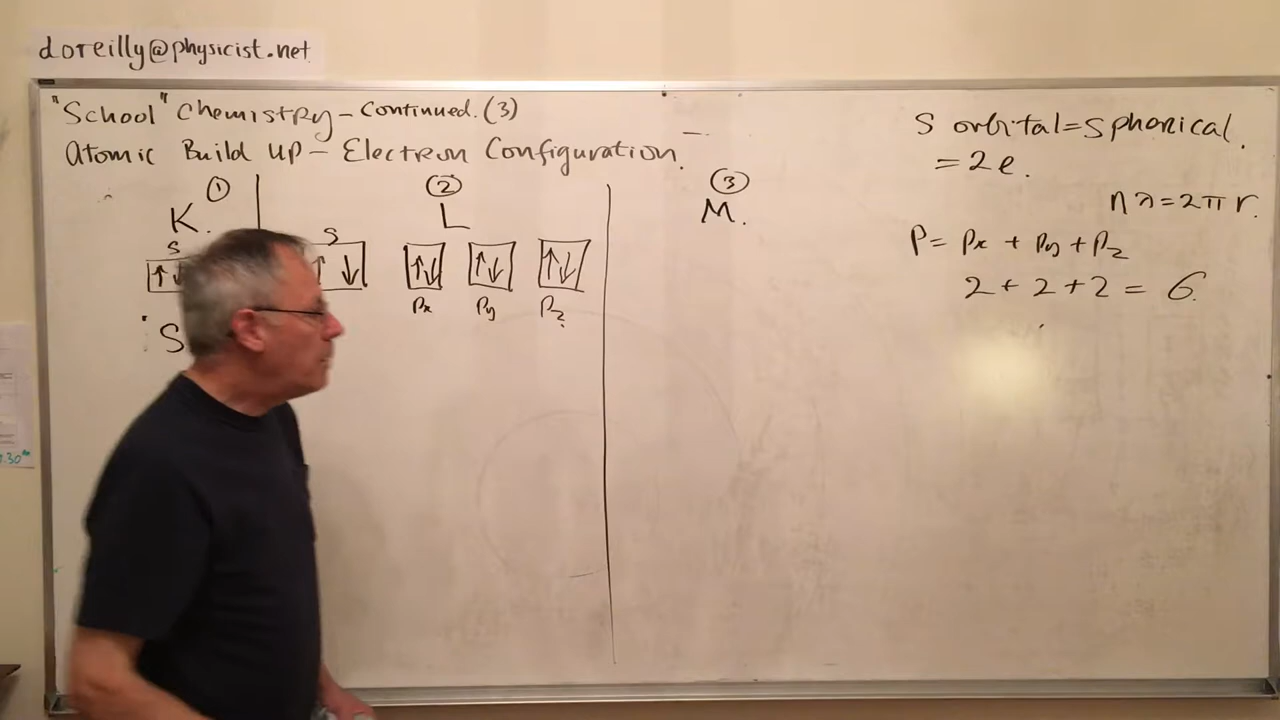 doreilly@physicist.net
"School" Chemistry - Continued. (3)
Atomic Build Up - Electron Configuration.
① ② ③
K. L M.
s s
↑↓ ↑↓ ↑↓ ↑↓ ↑↓
Px Py Pz
S
S orbital = Spherical.
= 2e.
nλ = 2πr.
P = Px + Py + Pz
2 + 2 + 2 = 6.